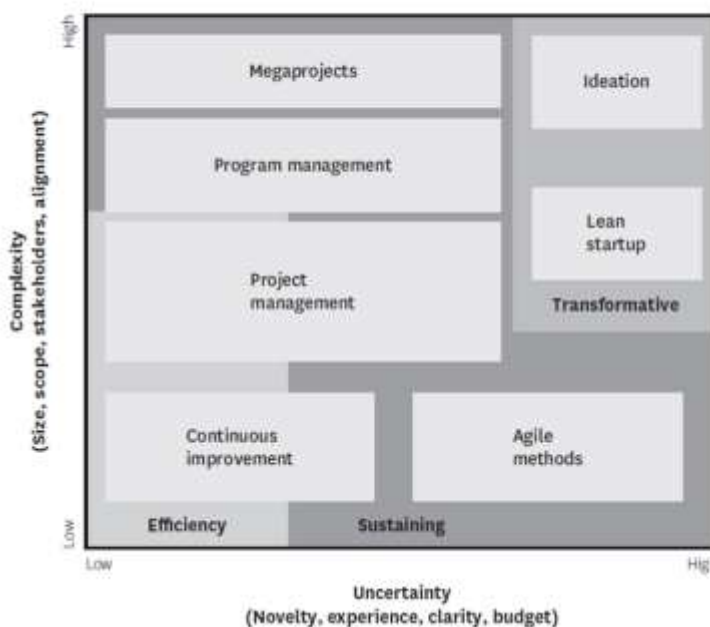 High
Megaprojects
Ideation
Program management
Lean
startup
Project
management
Transformative
Complexity
(Size, scope, stakeholders, alignment)
Continuous
improvement
Agile
methods
Efficiency
Sustaining
Low
Low
Hig
Uncertainty
(Novelty, experience, clarity, budget)